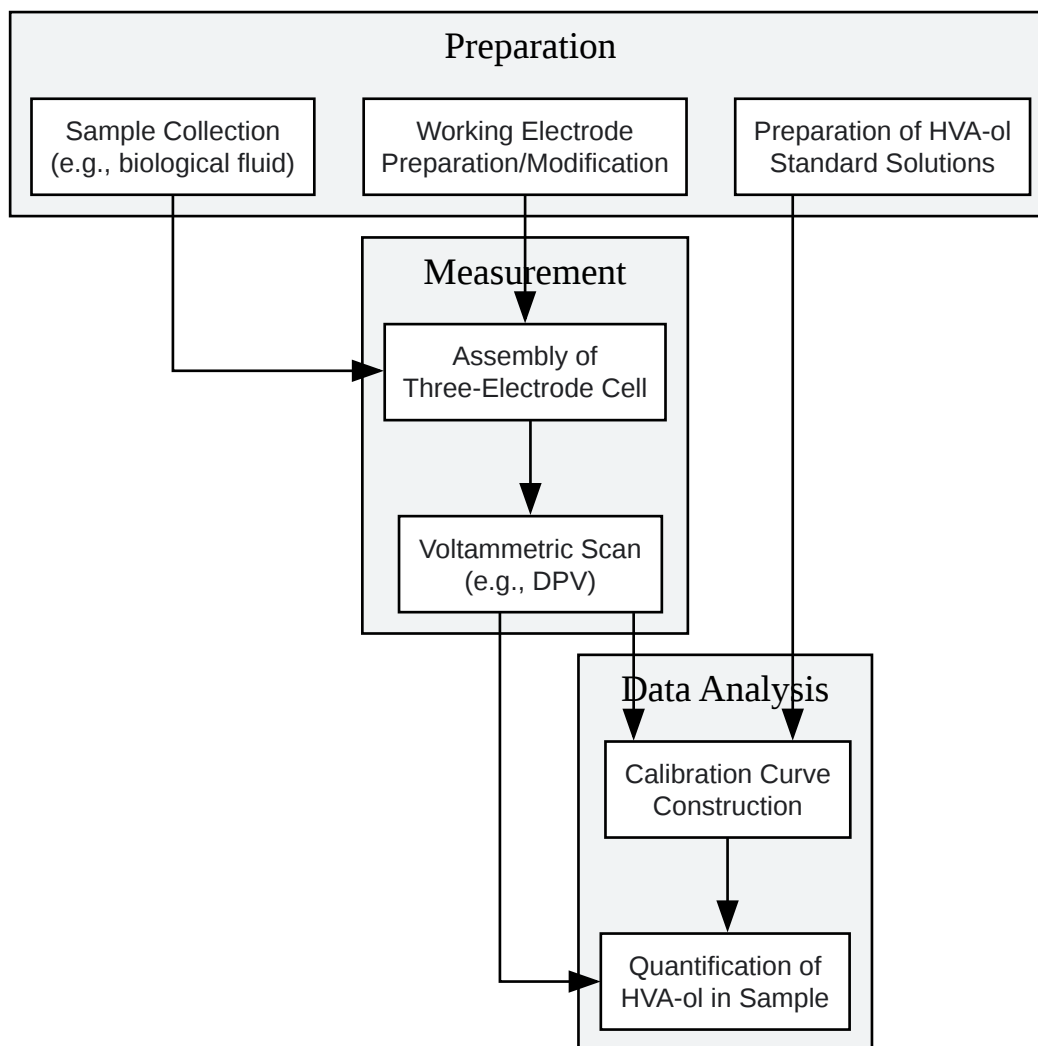 Preparation
Sample Collection
(e.g., biological fluid)
Working Electrode
Preparation/Modification
Preparation of HVA-ol
Standard Solutions
Measurement
Assembly of
Three-Electrode Cell
Voltammetric Scan
(e.g., DPV)
Data Analysis
Calibration Curve
Construction
Quantification of
HVA-ol in Sample